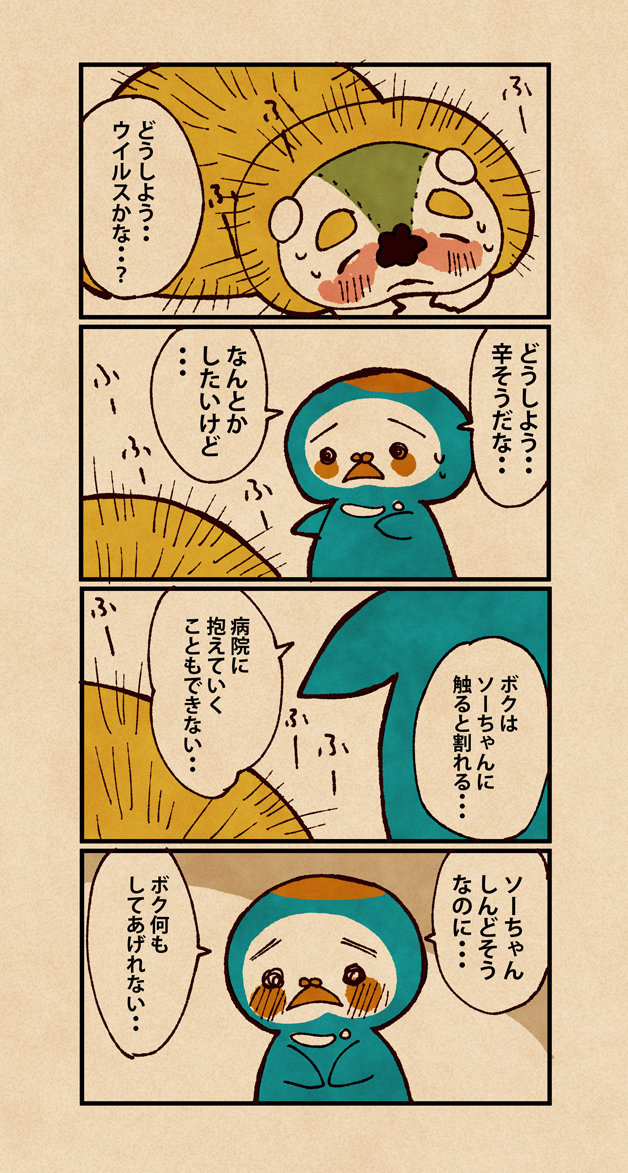 ふー
ふー
ふー
どうしよう・・
ウイルスかな・・・?
どうしよう・・
辛そうだな・・
なんとか
したいけど
・・・
ふー
ふー
ふー
ボクは
ソーちゃんに
触ると割れる・・・
病院に
抱えていく
こともできない・・
ふー
ふー
ふー
ソーちゃん
しんどそう
なのに・・・
ボク何も
してあげれない・・